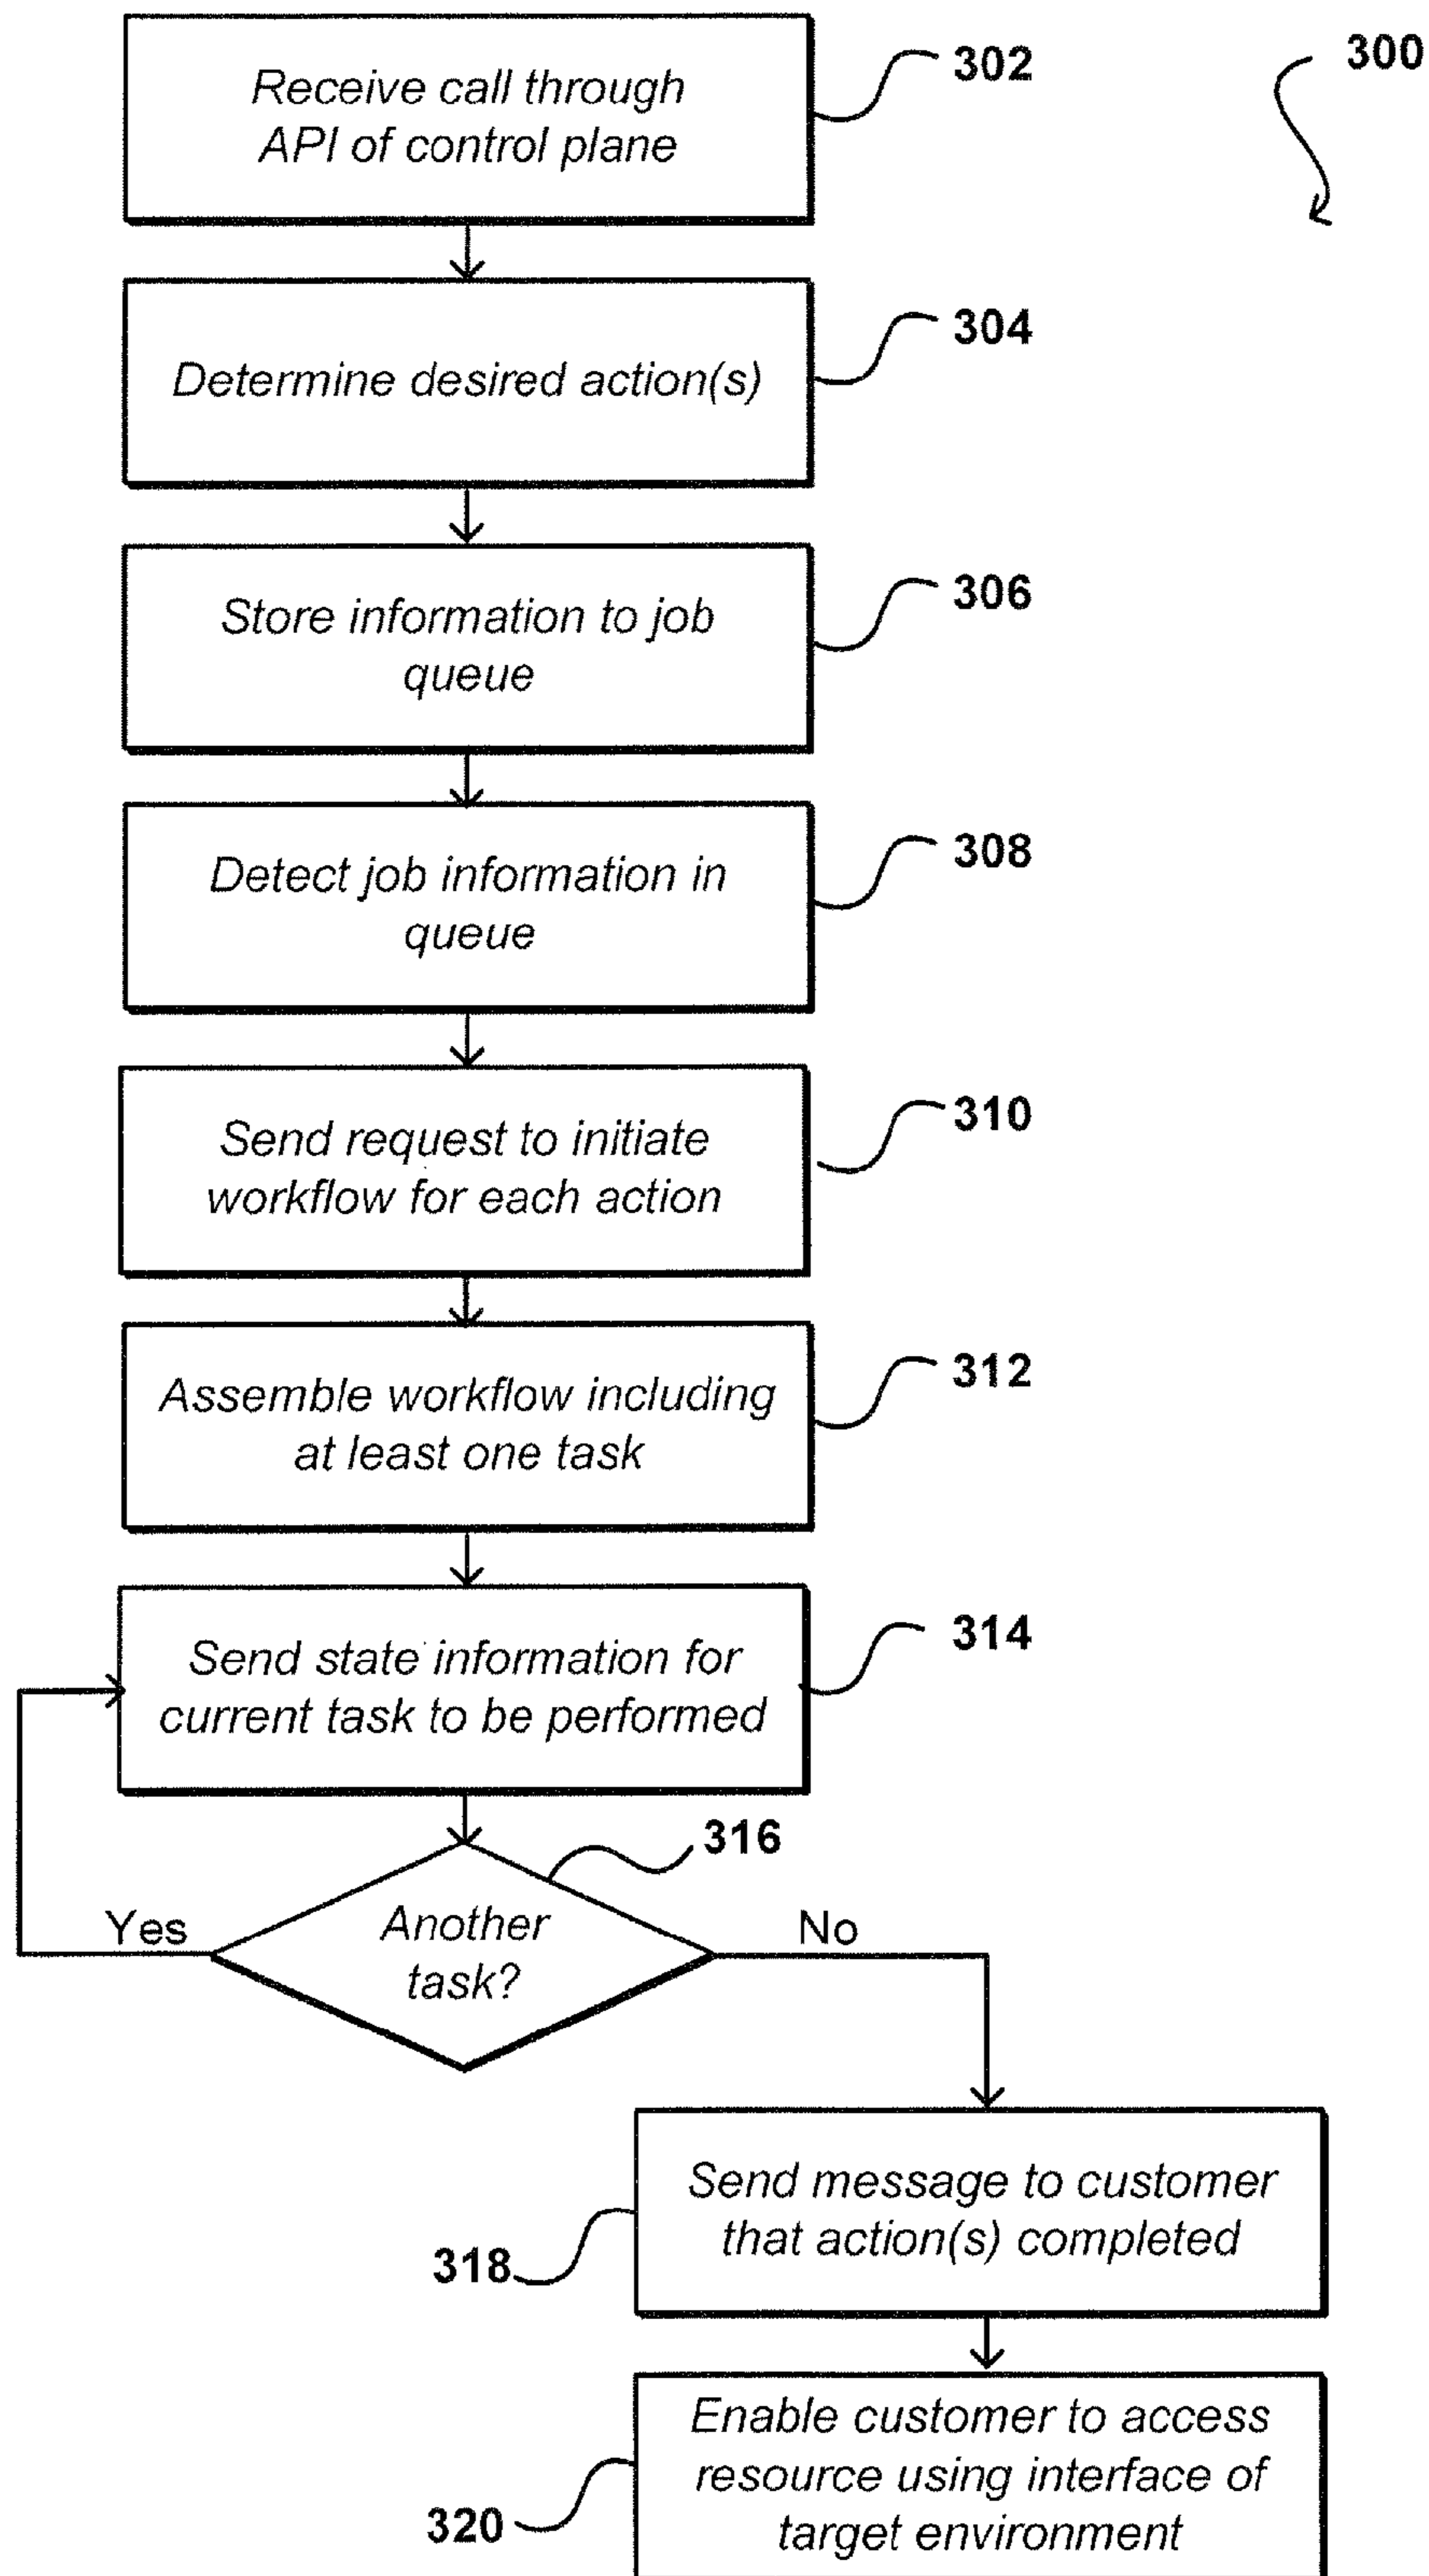 300
Receive call through
API of control plane
302
Determine desired action(s)
304
Store information to job
queue
306
Detect job information in
queue
308
Send request to initiate
workflow for each action
310
Assemble workflow including
at least one task
312
Send state information for
current task to be performed
314
316
Another
task?
Yes
No
Send message to customer
that action(s) completed
318
Enable customer to access
resource using interface of
target environment
320